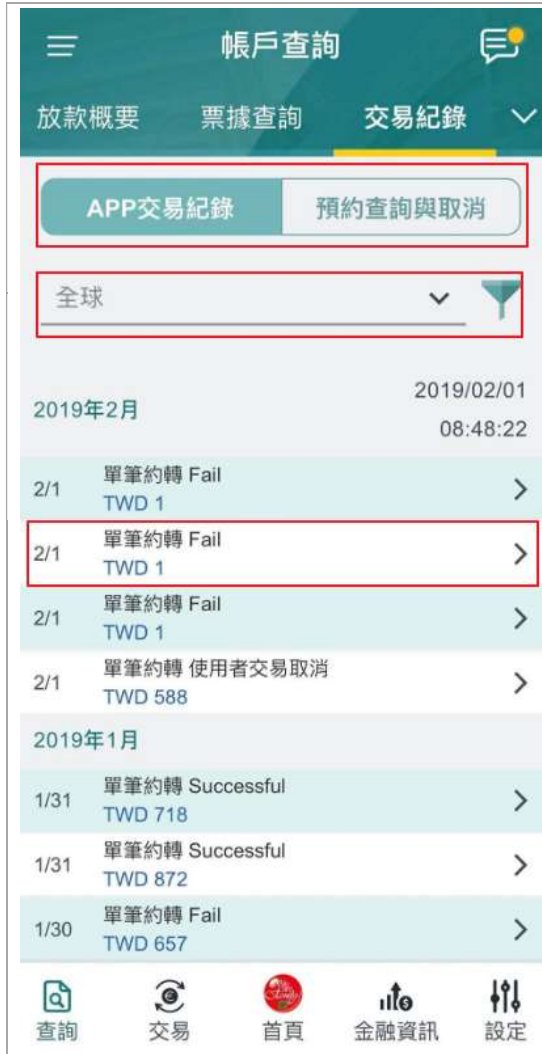 帳戶查詢
放款概要 票據查詢 交易紀錄
APP交易紀錄 預約查詢與取消
全球
2019年2月 2019/02/01
08:48:22
2/1 單筆約轉 Fail
TWD 1
2/1 單筆約轉 Fail
TWD 1
2/1 單筆約轉 Fail
TWD 1
2/1 單筆約轉 使用者交易取消
TWD 588
2019年1月
1/31 單筆約轉 Successful
TWD 718
1/31 單筆約轉 Successful
TWD 872
1/30 單筆約轉 Fail
TWD 657
查詢 交易 首頁 金融資訊 設定